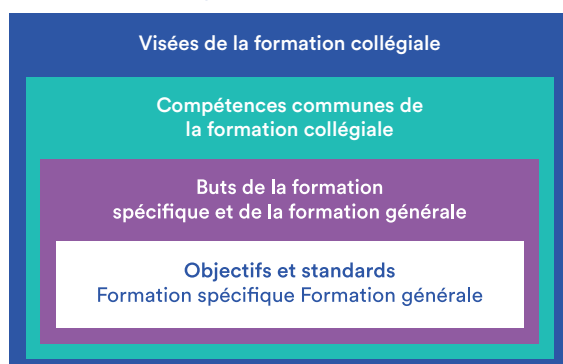 Visées de la formation collégiale
Compétences communes de
la formation collégiale
Buts de la formation
spécifique et de la formation générale
Objectifs et standards
Formation spécifique Formation générale